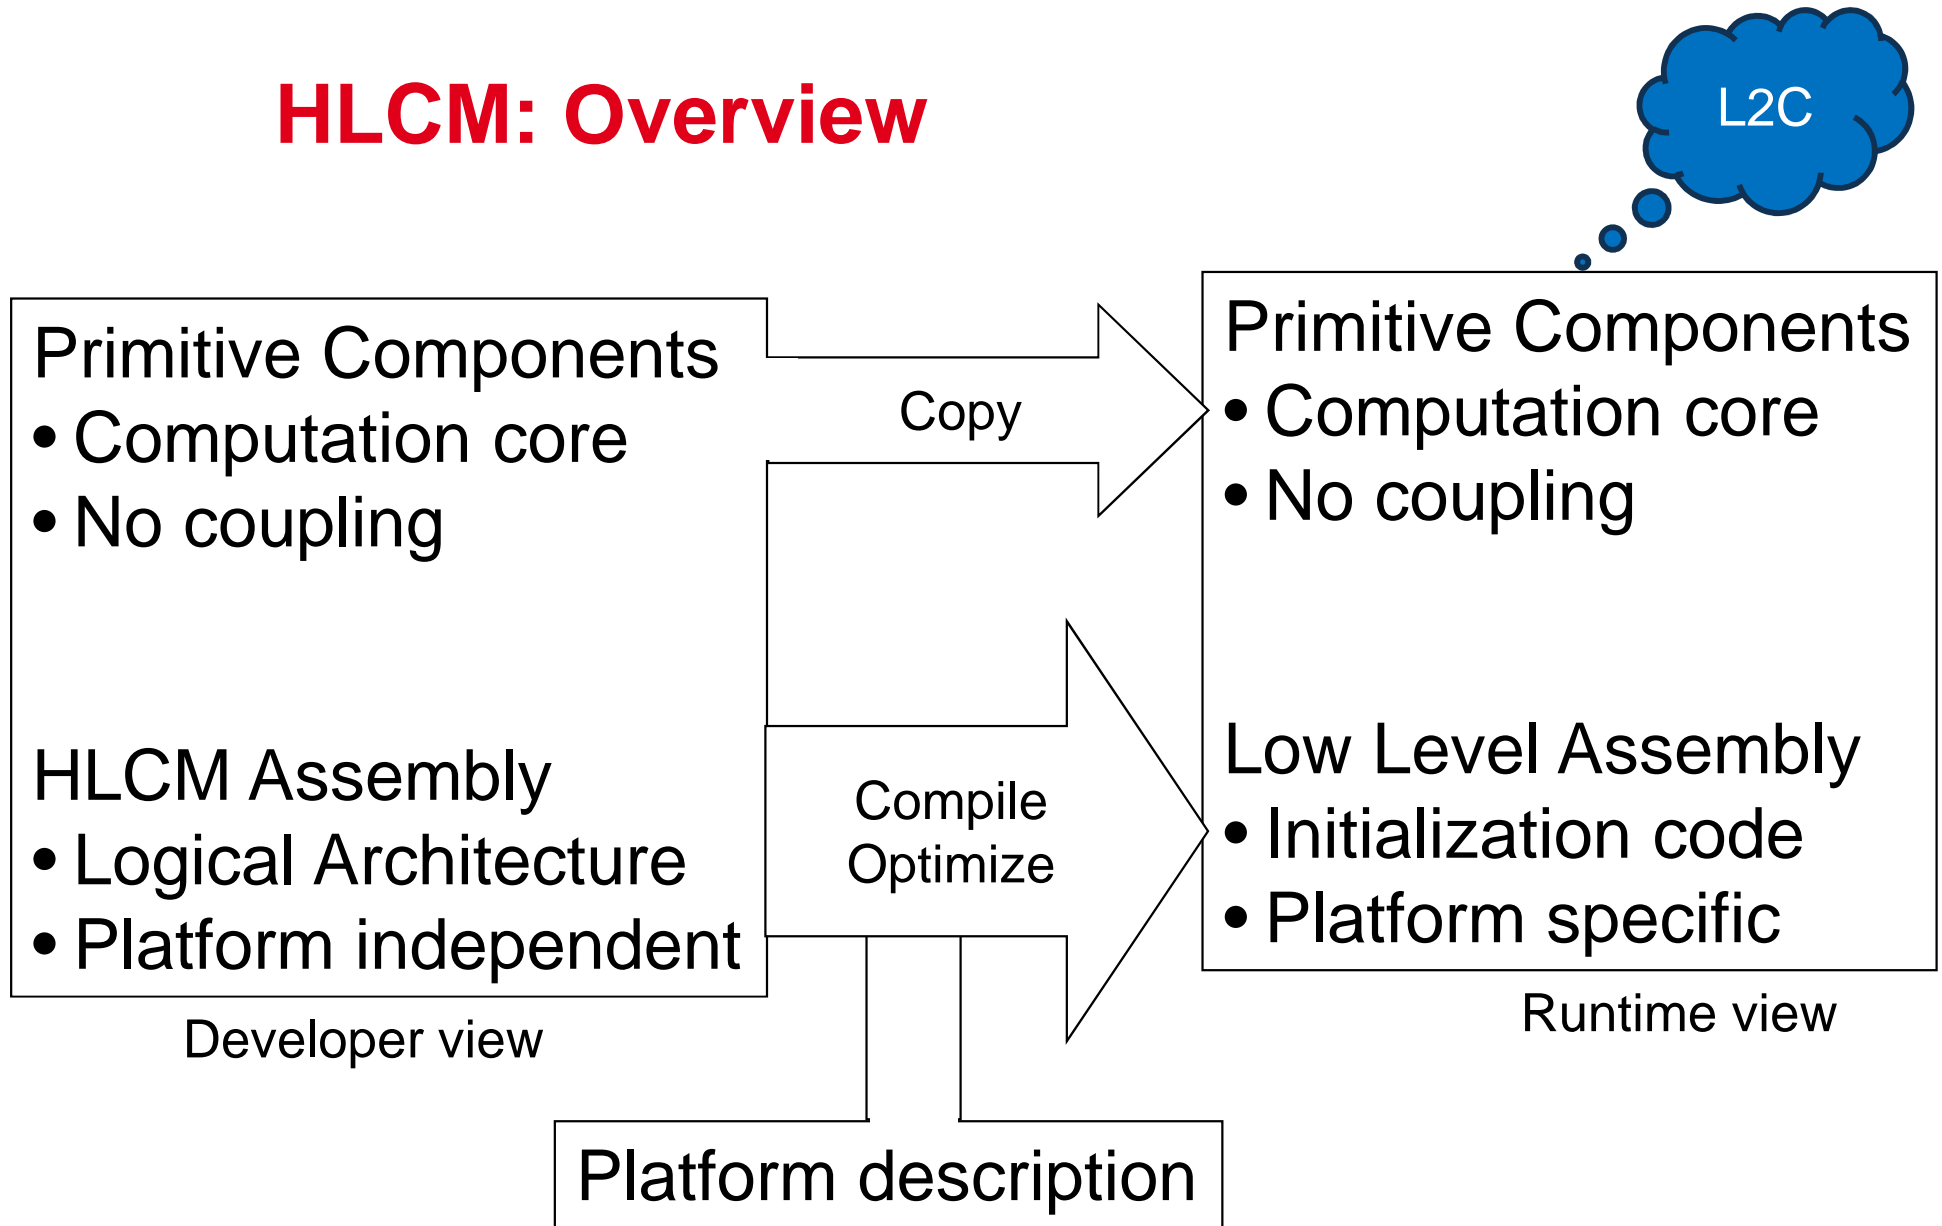 HLCM: Overview
L2C
Primitive Components
• Computation core
• No coupling
HLCM Assembly
• Logical Architecture
• Platform independent
Developer view
Copy
Compile
Optimize
Platform description
Primitive Components
• Computation core
• No coupling
Low Level Assembly
• Initialization code
• Platform specific
Runtime view